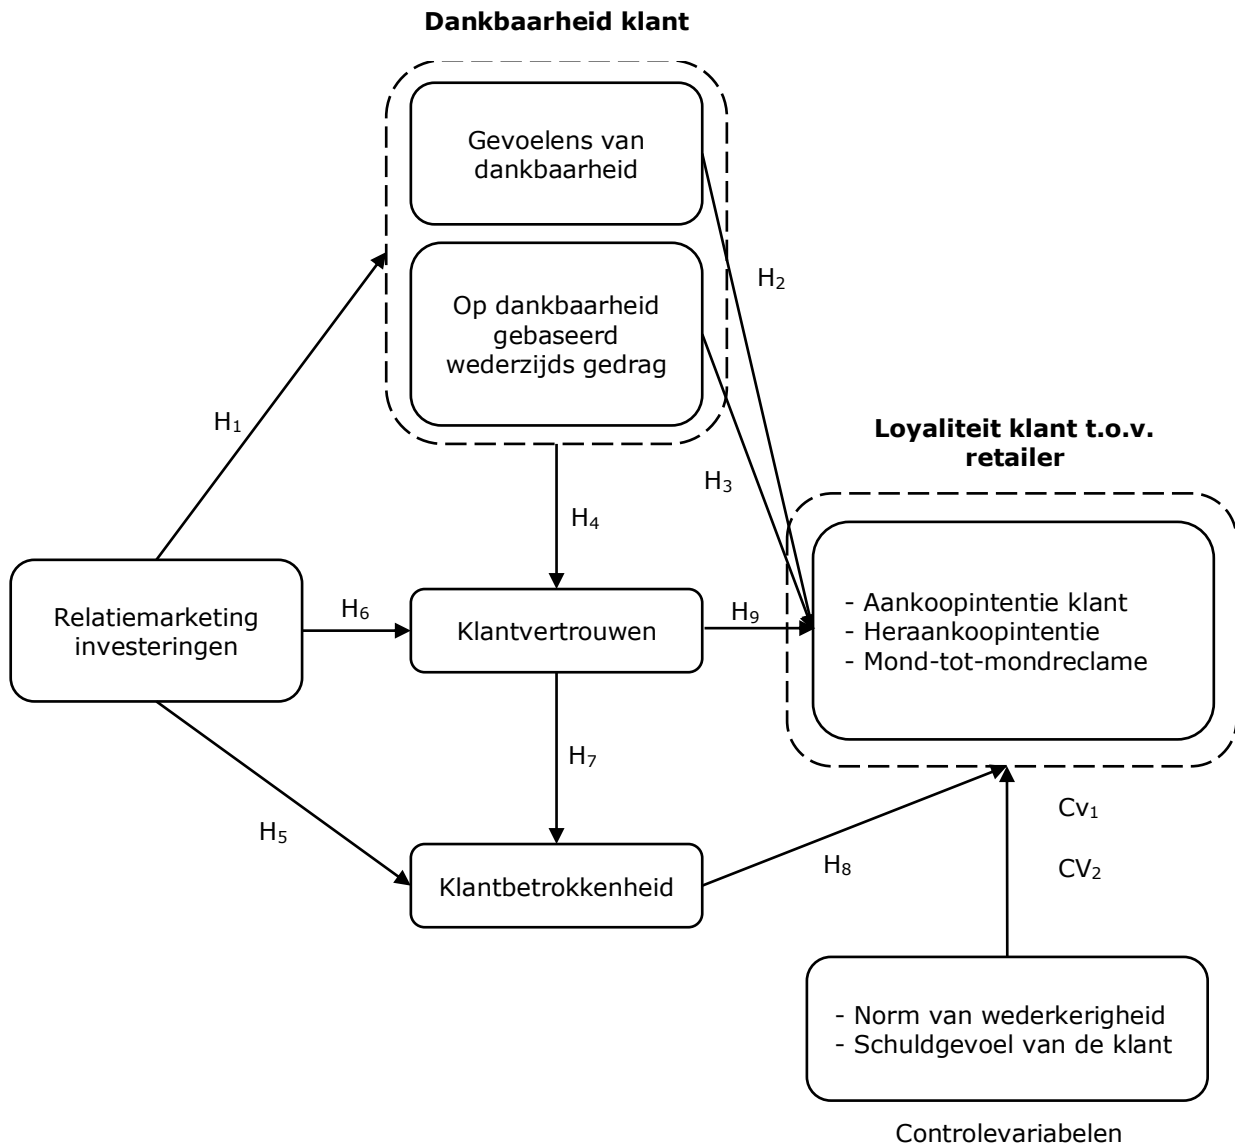 Dankbaarheid klant
Gevoelens van
dankbaarheid
Op dankbaarheid
gebaseerd
wederzijds gedrag
H₂
H₁
H₃
Loyaliteit klant t.o.v.
retailer
H₄
Relatiemarketing
investeringen
H₆
Klantvertrouwen
H₉
- Aankoopintentie klant
- Heraankoopintentie
- Mond-tot-mondreclame
H₇
H₅
Klantbetrokkenheid
H₈
Cv₁
CV₂
- Norm van wederkerigheid
- Schuldgevoel van de klant
Controlevariabelen